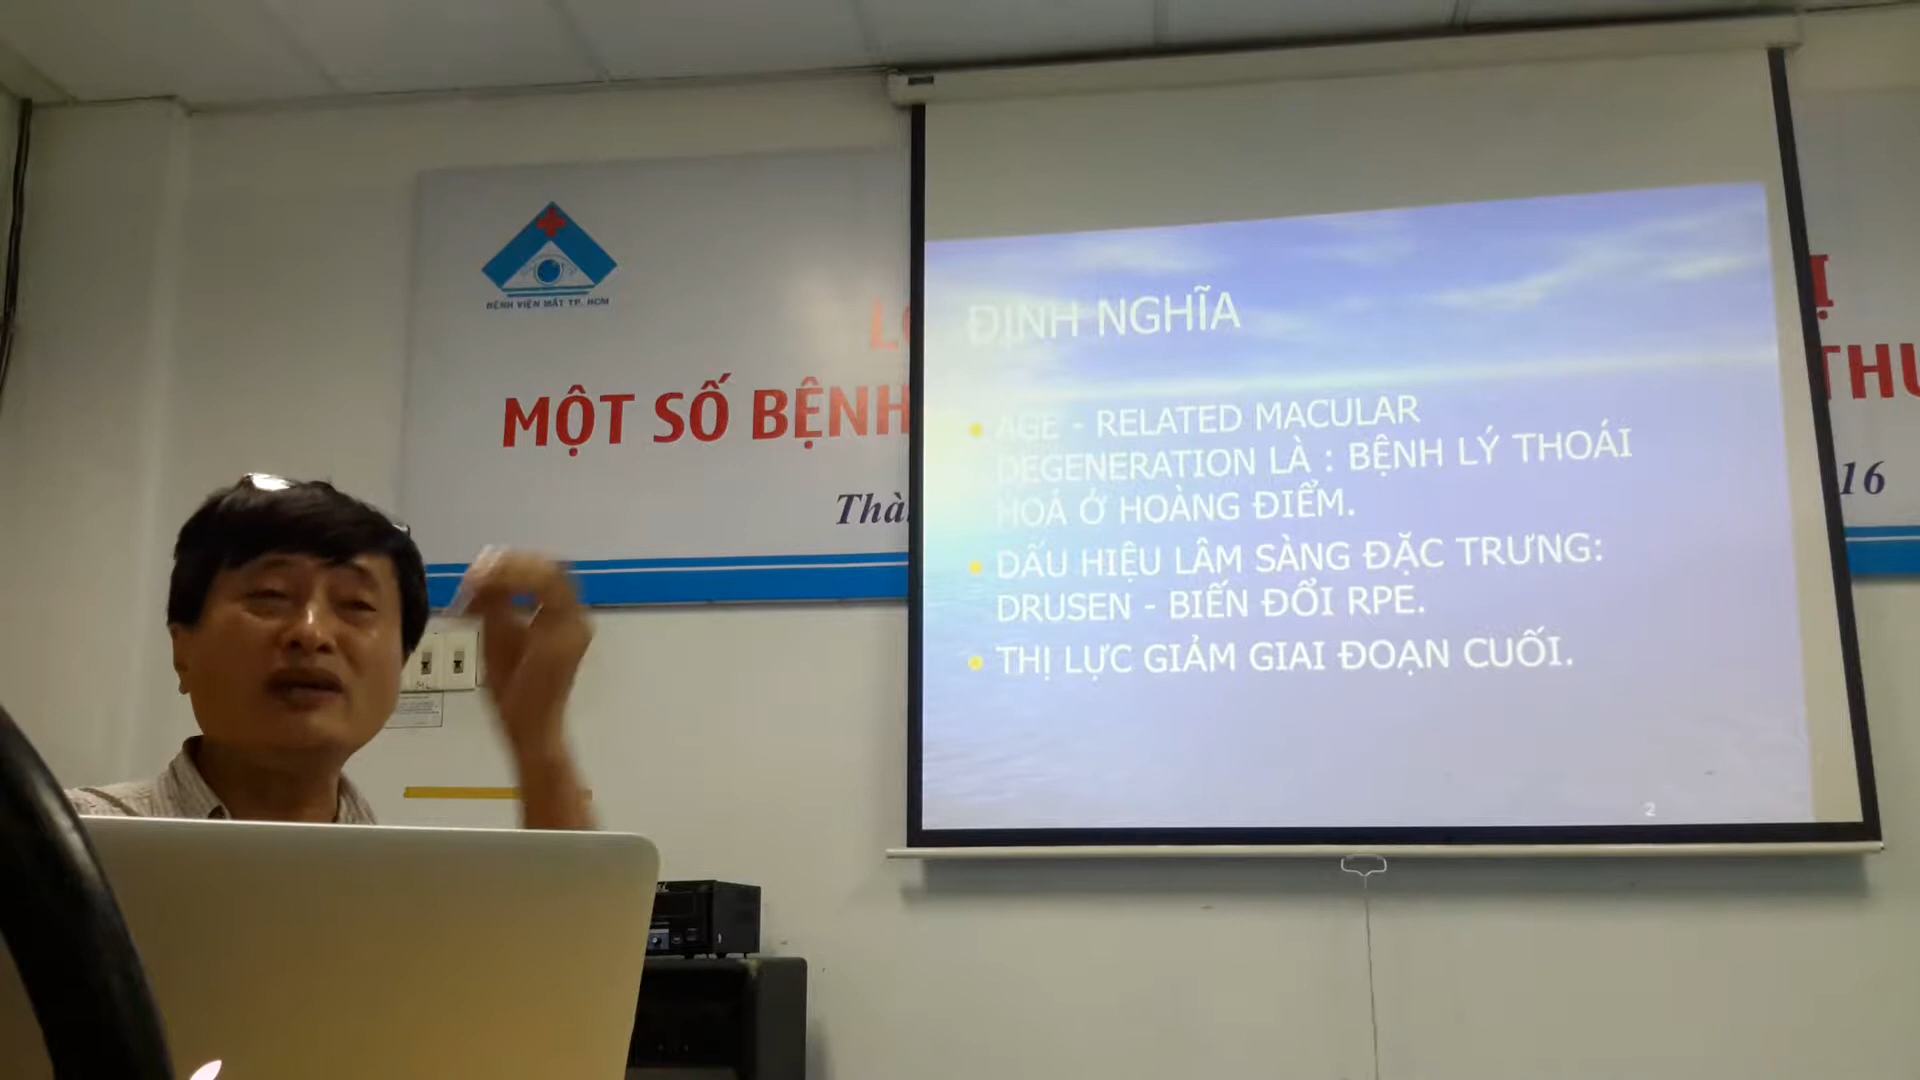 BỆNH VIỆN MẮT TP. HCM
MỘT SỐ BỆNH
THU
16
ĐỊNH NGHĨA
AGE - RELATED MACULAR
DEGENERATION LÀ : BỆNH LÝ THOÁI
HOÁ Ở HOÀNG ĐIỂM.
DẤU HIỆU LÂM SÀNG ĐẶC TRƯNG:
DRUSEN - BIẾN ĐỔI RPE.
THỊ LỰC GIẢM GIAI ĐOẠN CUỐI.
2